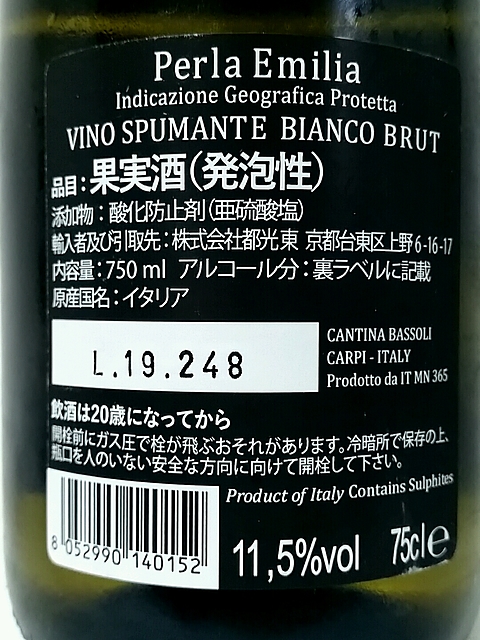 Perla Emilia
Indicazione Geografica Protetta
VINO SPUMANTE BIANCO BRUT
品目:果実酒(発泡性)
添加物:酸化防止剤(亜硫酸塩)
輸入者及び引取先:株式会社都光東 京都台東区上野6-16-17
内容量:750 ml アルコール分:裏ラベルに記載
原産国名:イタリア
L.19.248
CANTINA BASSOLI
CARPI - ITALY
Prodotto da IT MN 365
飲酒は20歳になってから
開栓前にガス圧で栓が飛ぶおそれがあります。冷暗所で保存の上、
瓶口を人のいない安全な方向に向けて開栓して下さい。
Product of Italy Contains Sulphites
8 052990 140152
11,5%vol
75cl e